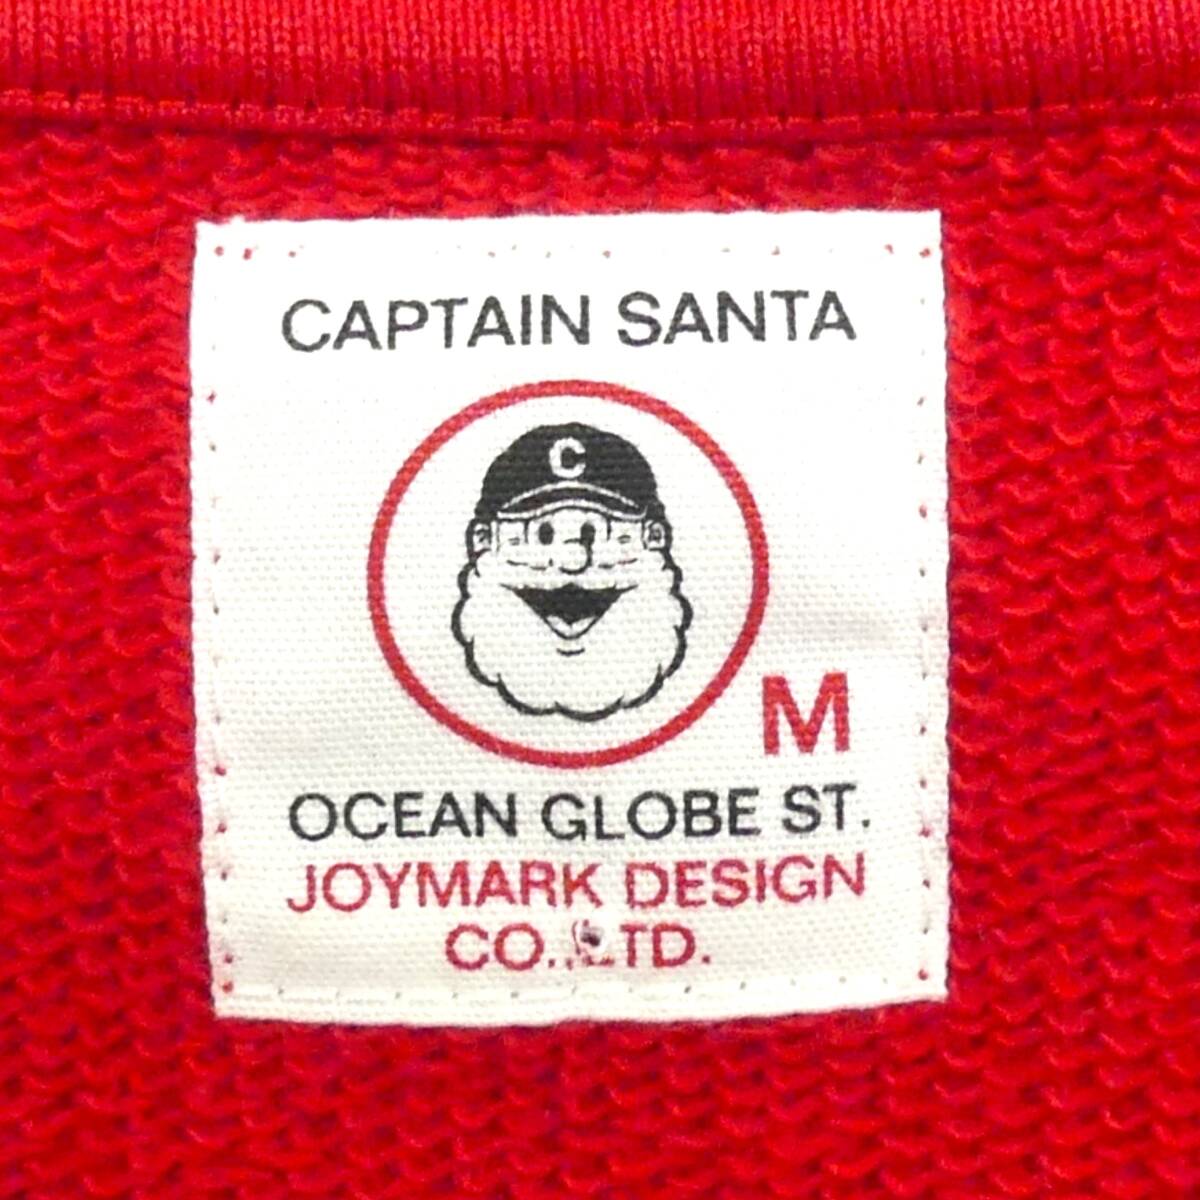 CAPTAIN SANTA
C
M
OCEAN GLOBE ST.
JOYMARK DESIGN
CO.,LTD.